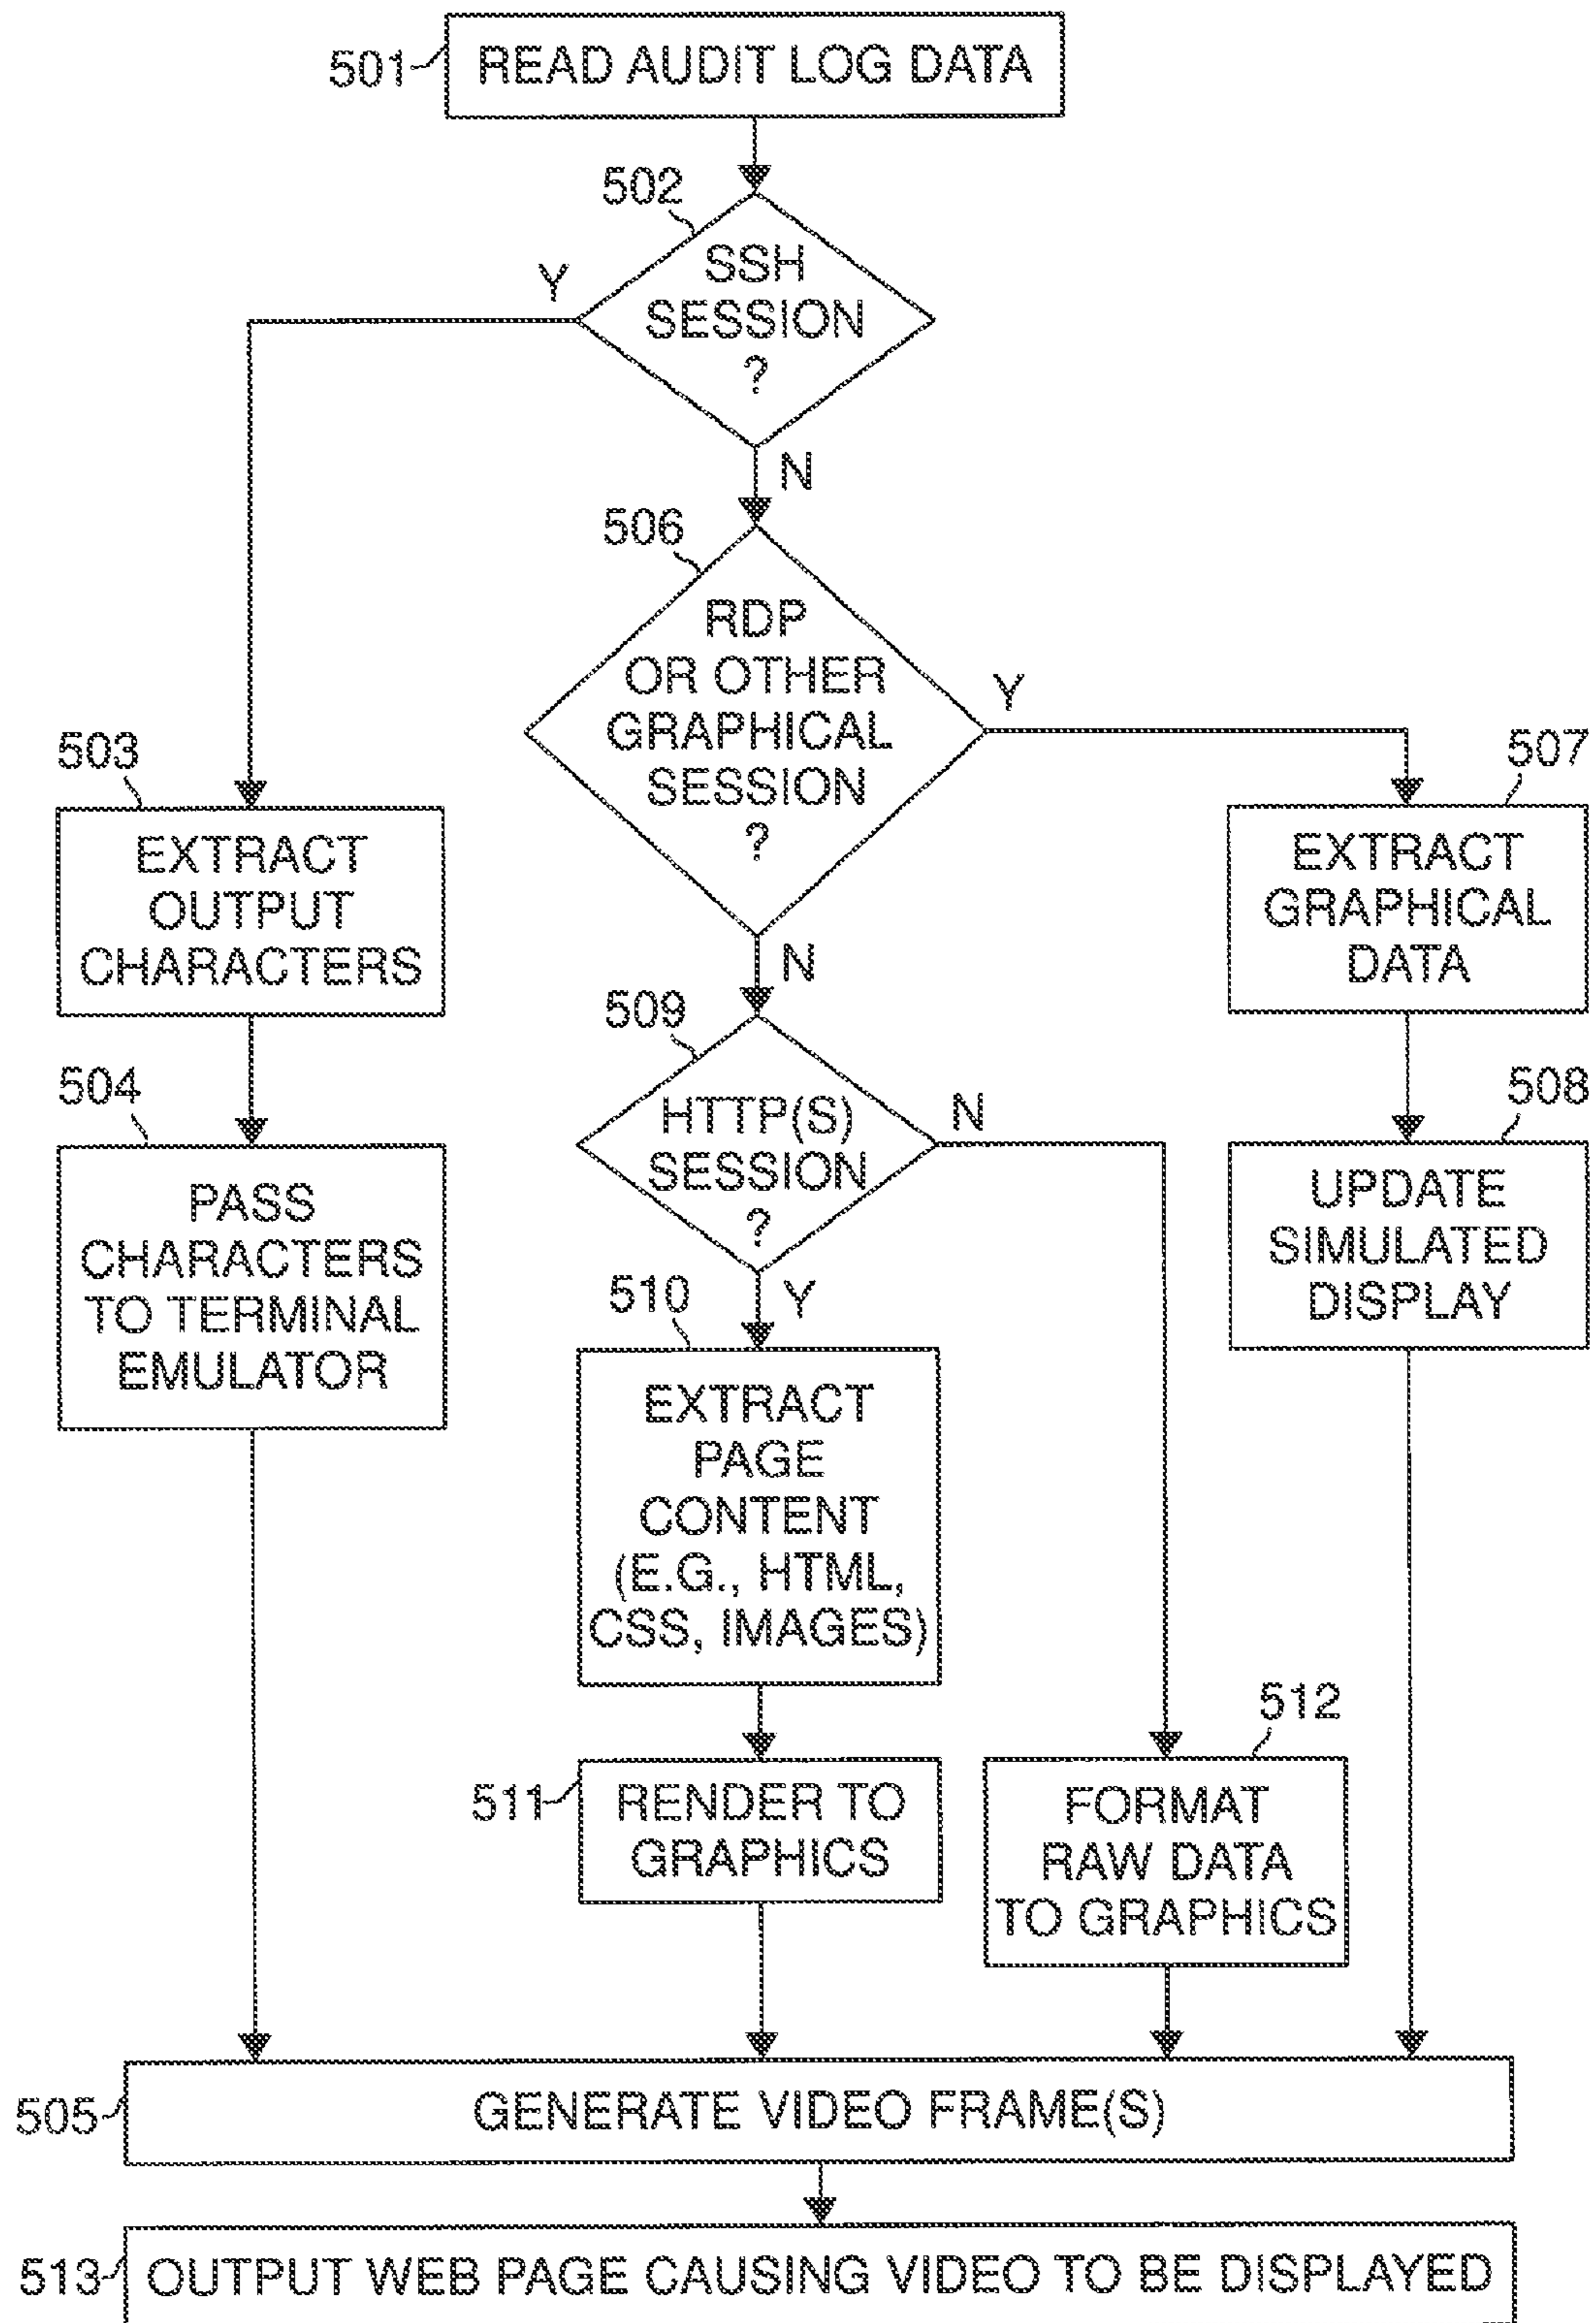 501
READ AUDIT LOG DATA
502
SSH
SESSION
?
Y
N
506
RDP
OR OTHER
GRAPHICAL
SESSION
?
Y
N
503
EXTRACT
OUTPUT
CHARACTERS
507
EXTRACT
GRAPHICAL
DATA
504
PASS
CHARACTERS
TO TERMINAL
EMULATOR
509
HTTP(S)
SESSION
?
N
Y
508
UPDATE
SIMULATED
DISPLAY
510
EXTRACT
PAGE
CONTENT
(E.G., HTML,
CSS, IMAGES)
511
RENDER TO
GRAPHICS
512
FORMAT
RAW DATA
TO GRAPHICS
505
GENERATE VIDEO FRAME(S)
513
OUTPUT WEB PAGE CAUSING VIDEO TO BE DISPLAYED